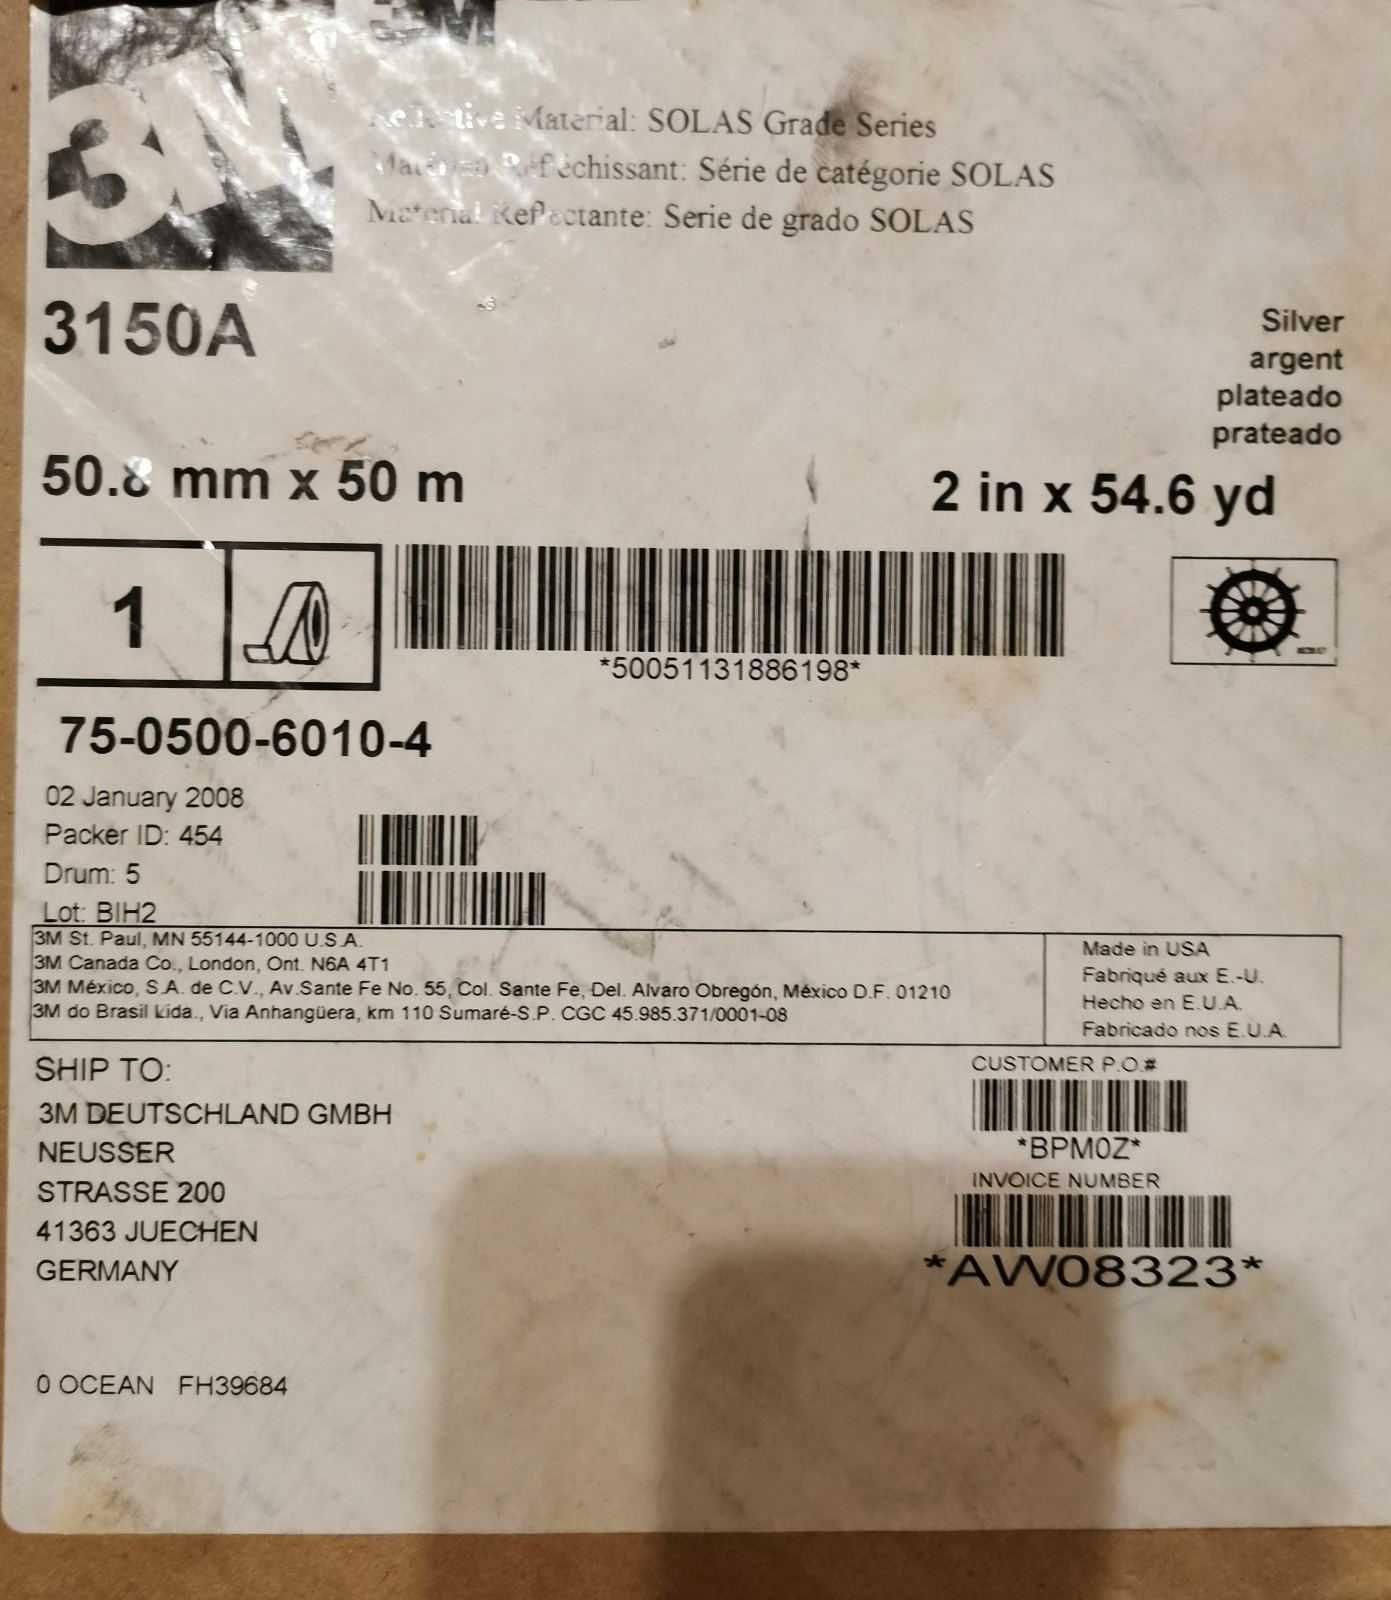 3M
Reflective Material: SOLAS Grade Series
Réfléchissant: Série de catégorie SOLAS
Material Reflectante: Serie de grado SOLAS
3150A
Silver
argent
plateado
prateado
50.8 mm x 50 m
2 in x 54.6 yd
1
*50051131886198*
75-0500-6010-4
02 January 2008
Packer ID: 454
Drum: 5
Lot: BIH2
3M St. Paul, MN 55144-1000 U.S.A.
3M Canada Co., London, Ont. N6A 4T1
3M México, S.A. de C.V., Av.Sante Fe No. 55, Col. Sante Fe, Del. Alvaro Obregón, México D.F. 01210
3M do Brasil Ltda., Via Anhangüera, km 110 Sumaré-S.P. CGC 45.985.371/0001-08
Made in USA
Fabriqué aux E.-U.
Hecho en E.U.A.
Fabricado nos E.U.A.
SHIP TO:
3M DEUTSCHLAND GMBH
NEUSSER
STRASSE 200
41363 JUECHEN
GERMANY
CUSTOMER P.O.#
*BPM0Z*
INVOICE NUMBER
*AW08323*
0 OCEAN FH39684